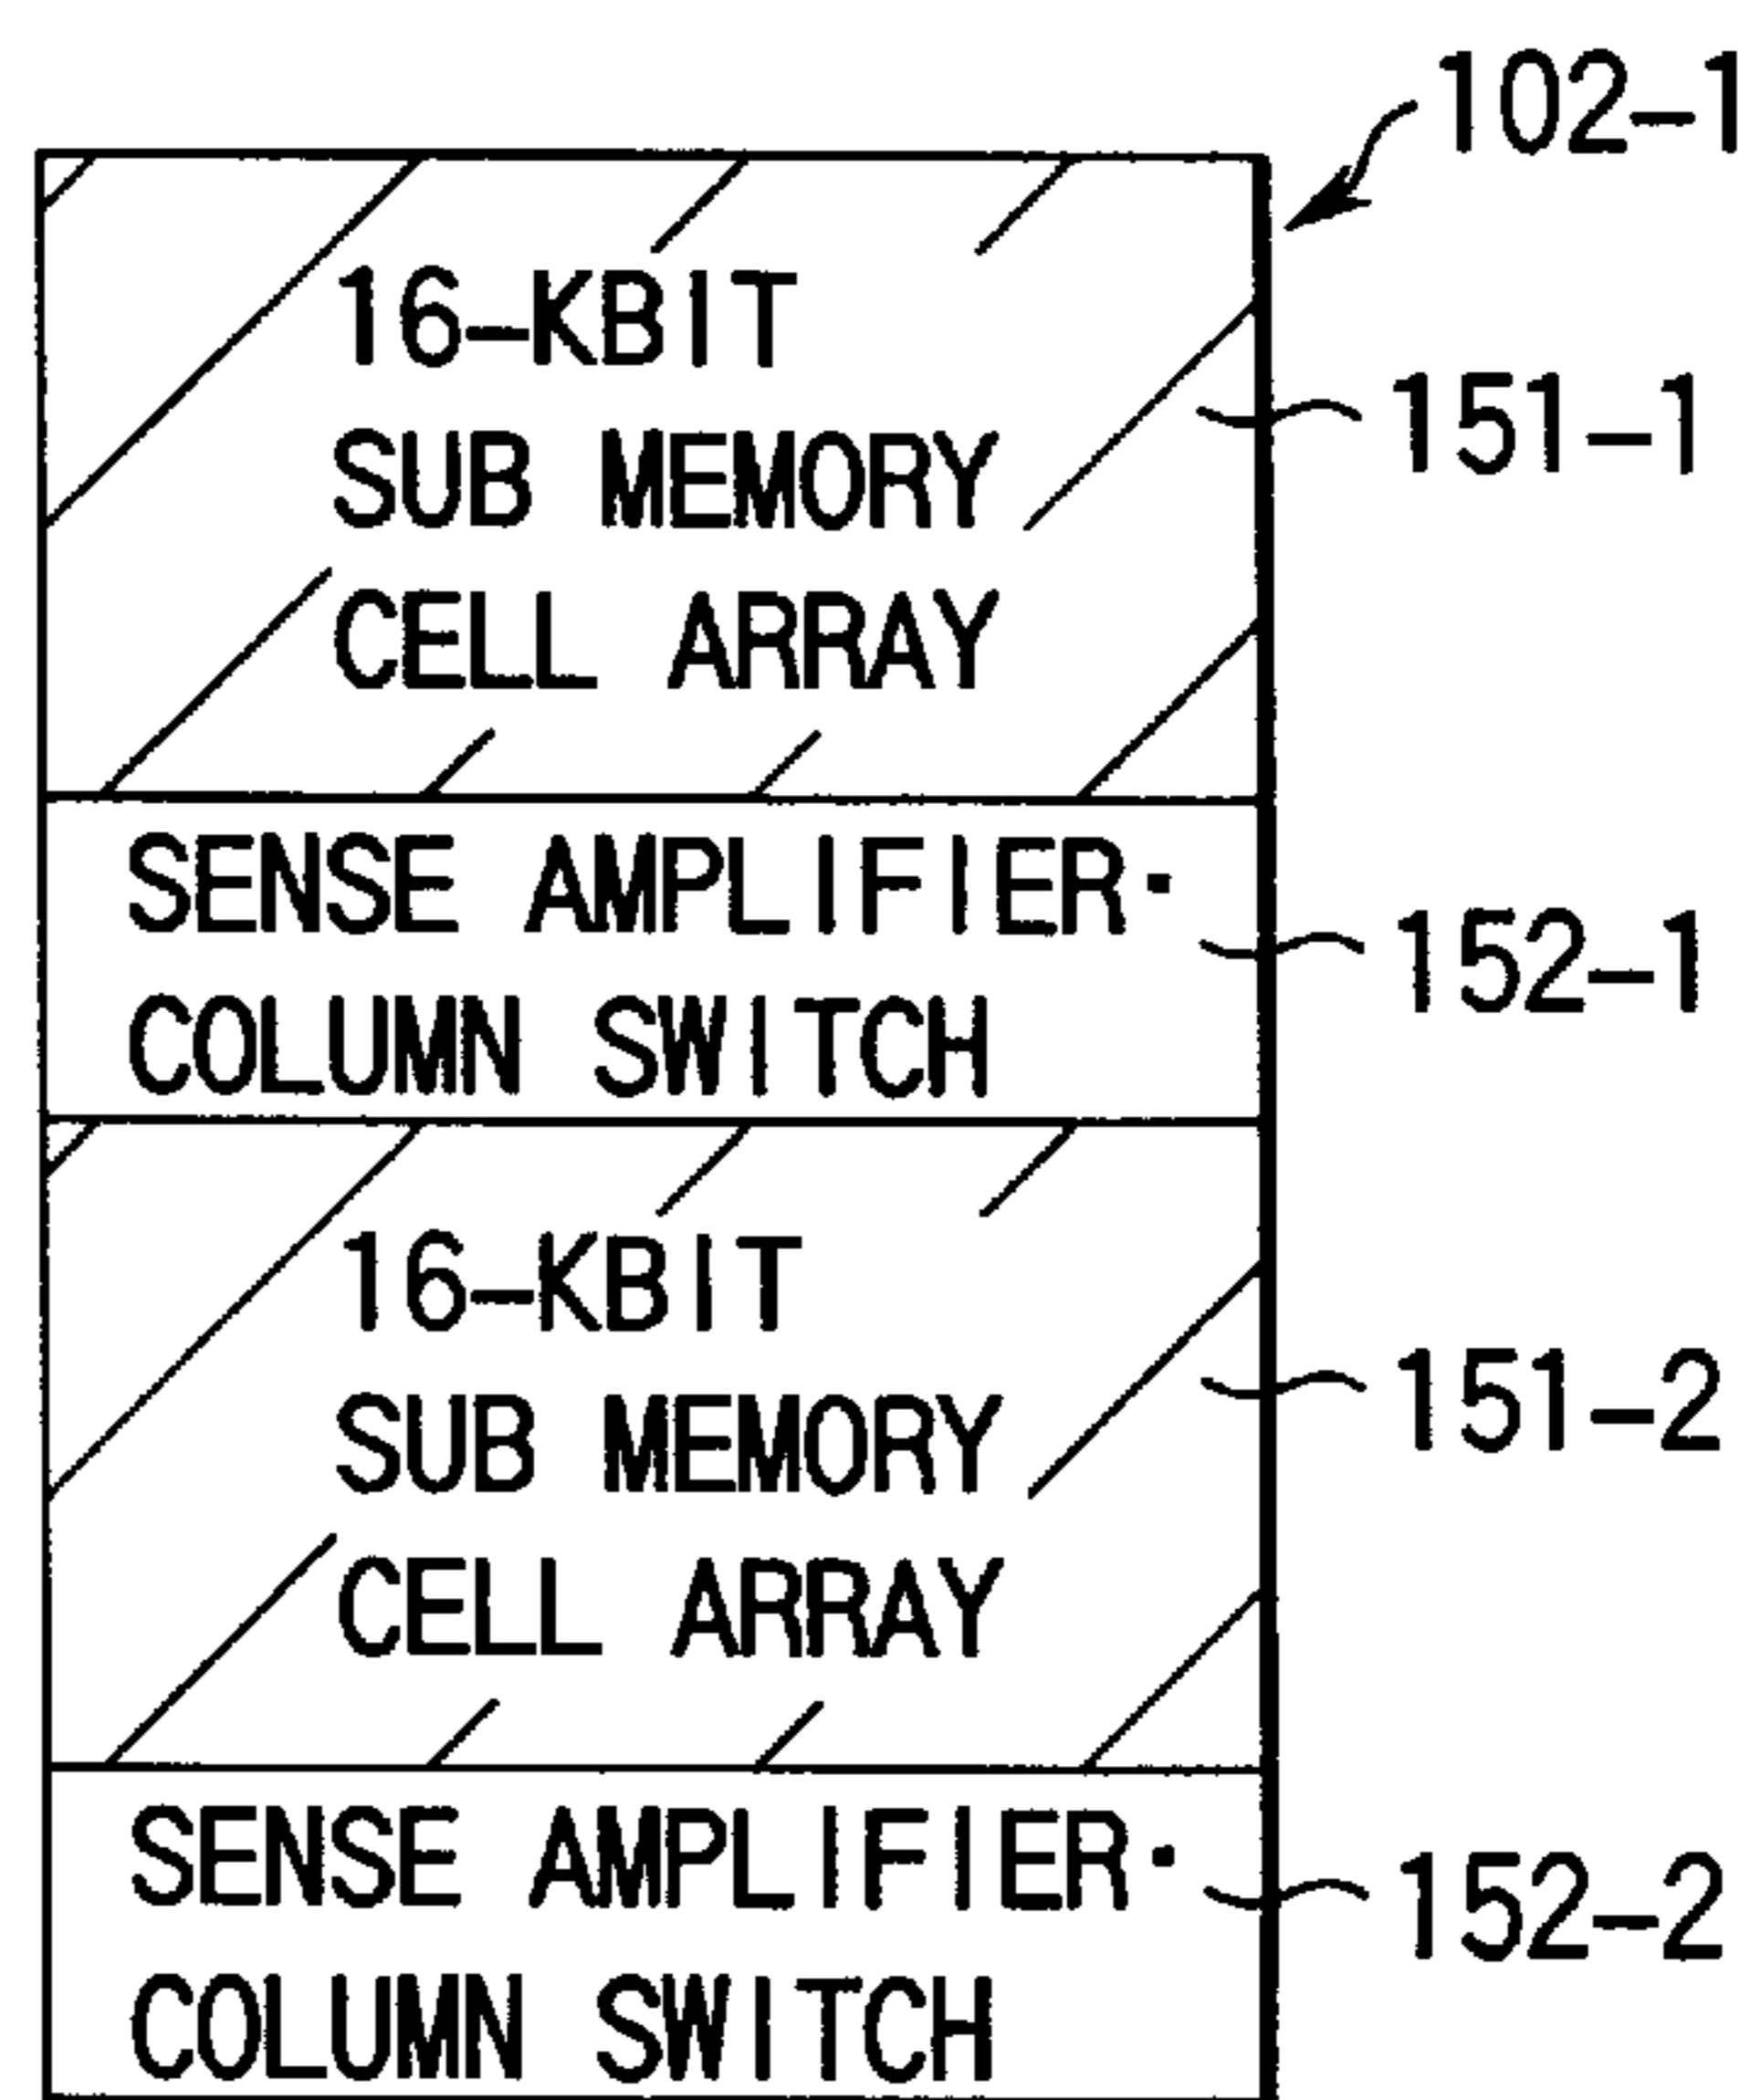 102-1
16-KBIT
SUB MEMORY
CELL ARRAY
151-1
SENSE AMPLIFIER·
COLUMN SWITCH
152-1
16-KBIT
SUB MEMORY
CELL ARRAY
151-2
SENSE AMPLIFIER·
COLUMN SWITCH
152-2